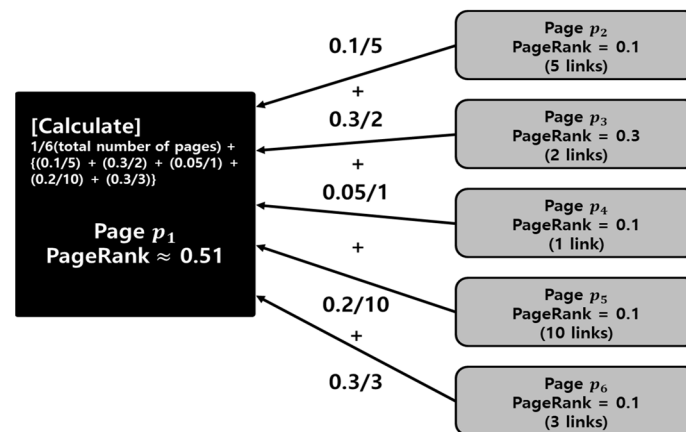 [Calculate]
1/6(total number of pages) +
{(0.1/5) + (0.3/2) + (0.05/1) +
(0.2/10) + (0.3/3)}
Page p₁
PageRank ≈ 0.51
0.1/5
+
0.3/2
+
0.05/1
+
0.2/10
+
0.3/3
Page p₂
PageRank = 0.1
(5 links)
Page p₃
PageRank = 0.3
(2 links)
Page p₄
PageRank = 0.1
(1 link)
Page p₅
PageRank = 0.1
(10 links)
Page p₆
PageRank = 0.1
(3 links)